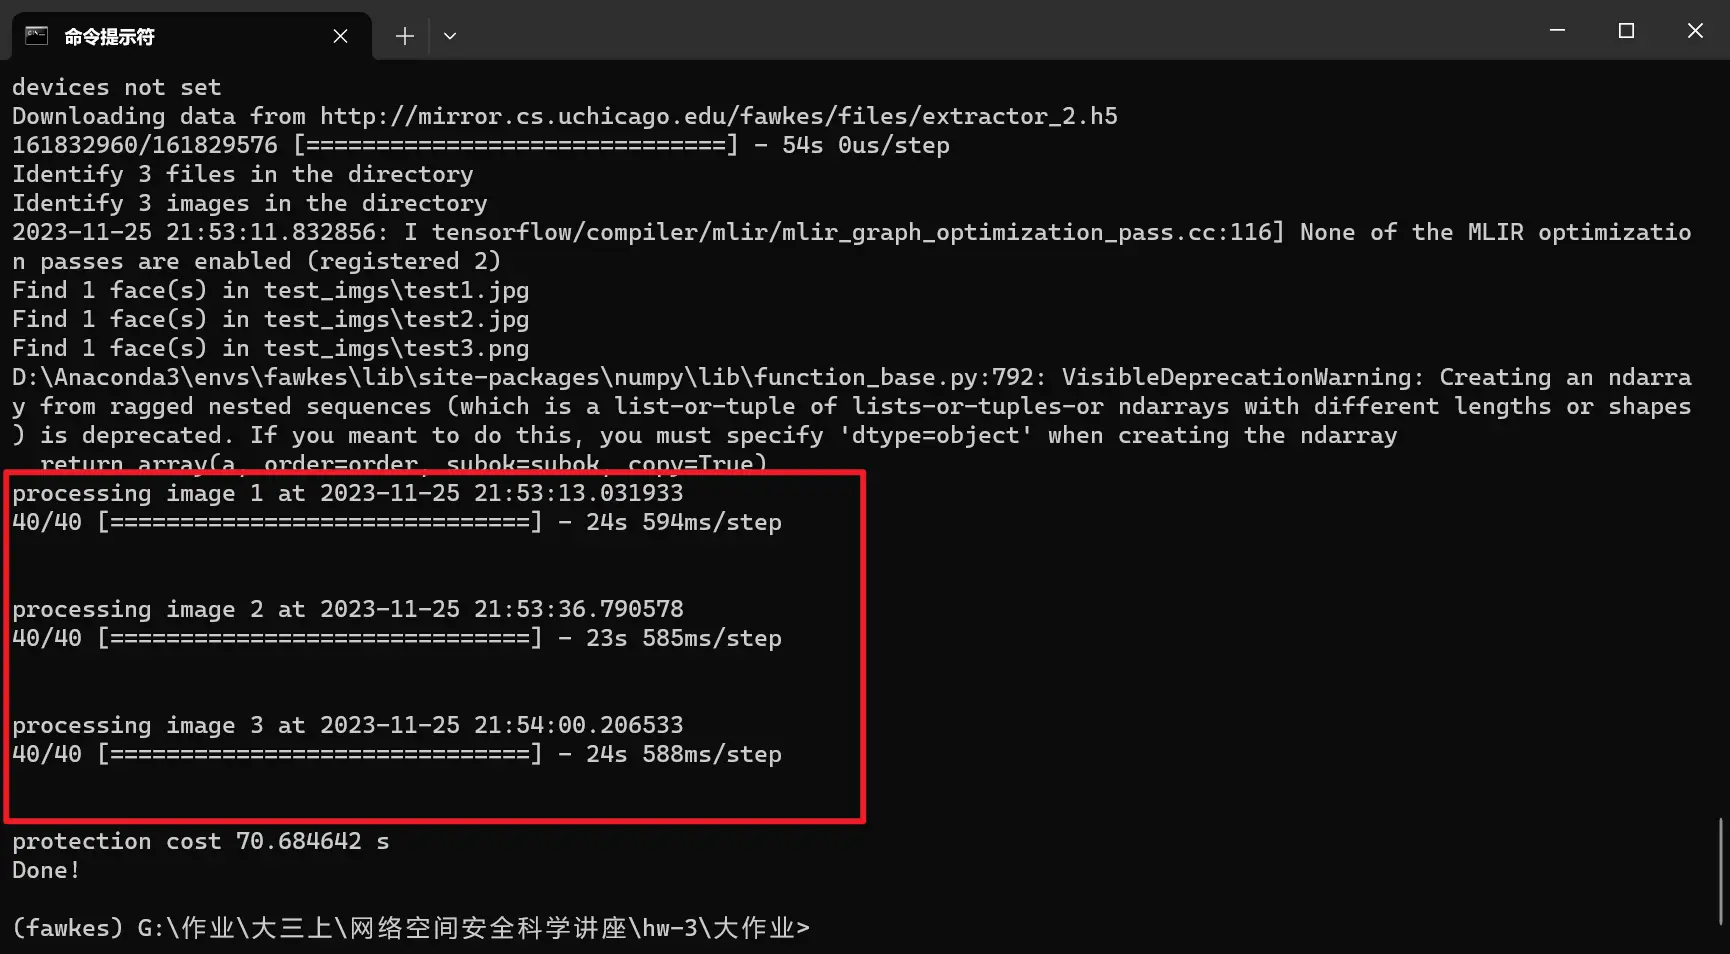 命令提示符
devices not set
Downloading data from http://mirror.cs.uchicago.edu/fawkes/files/extractor_2.h5
161832960/161829576 [==============================] - 54s 0us/step
Identify 3 files in the directory
Identify 3 images in the directory
2023-11-25 21:53:11.832856: I tensorflow/compiler/mlir/mlir_graph_optimization_pass.cc:116] None of the MLIR optimizatio
n passes are enabled (registered 2)
Find 1 face(s) in test_imgs\test1.jpg
Find 1 face(s) in test_imgs\test2.jpg
Find 1 face(s) in test_imgs\test3.png
D:\Anaconda3\envs\fawkes\lib\site-packages\numpy\lib\function_base.py:792: VisibleDeprecationWarning: Creating an ndarra
y from ragged nested sequences (which is a list-or-tuple of lists-or-tuples-or ndarrays with different lengths or shapes
) is deprecated. If you meant to do this, you must specify 'dtype=object' when creating the ndarray
  return array(a, order=order, subok=subok, copy=True)
processing image 1 at 2023-11-25 21:53:13.031933
40/40 [==============================] - 24s 594ms/step
processing image 2 at 2023-11-25 21:53:36.790578
40/40 [==============================] - 23s 585ms/step
processing image 3 at 2023-11-25 21:54:00.206533
40/40 [==============================] - 24s 588ms/step
protection cost 70.684642 s
Done!
(fawkes) G:\作业\大三上\网络空间安全科学讲座\hw-3\大作业>